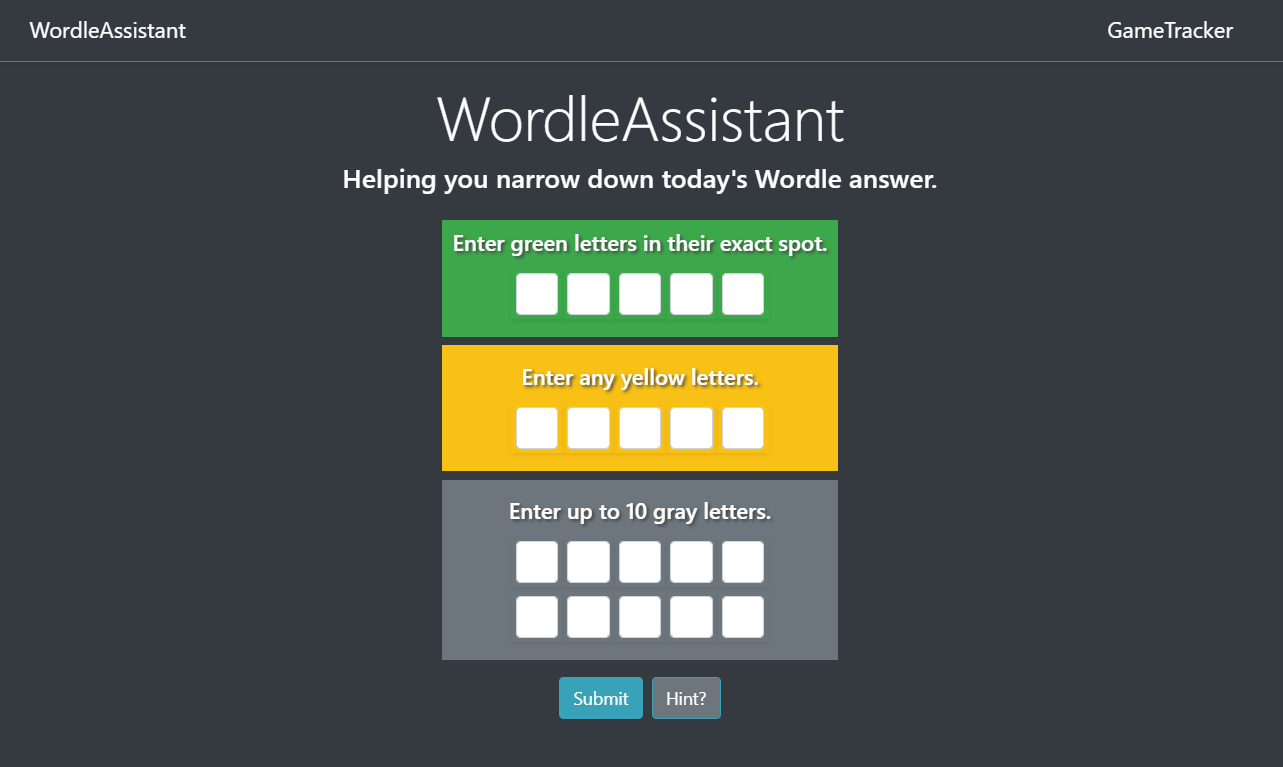 WordleAssistant
GameTracker
WordleAssistant
Helping you narrow down today's Wordle answer.
Enter green letters in their exact spot.
Enter any yellow letters.
Enter up to 10 gray letters.
Submit
Hint?